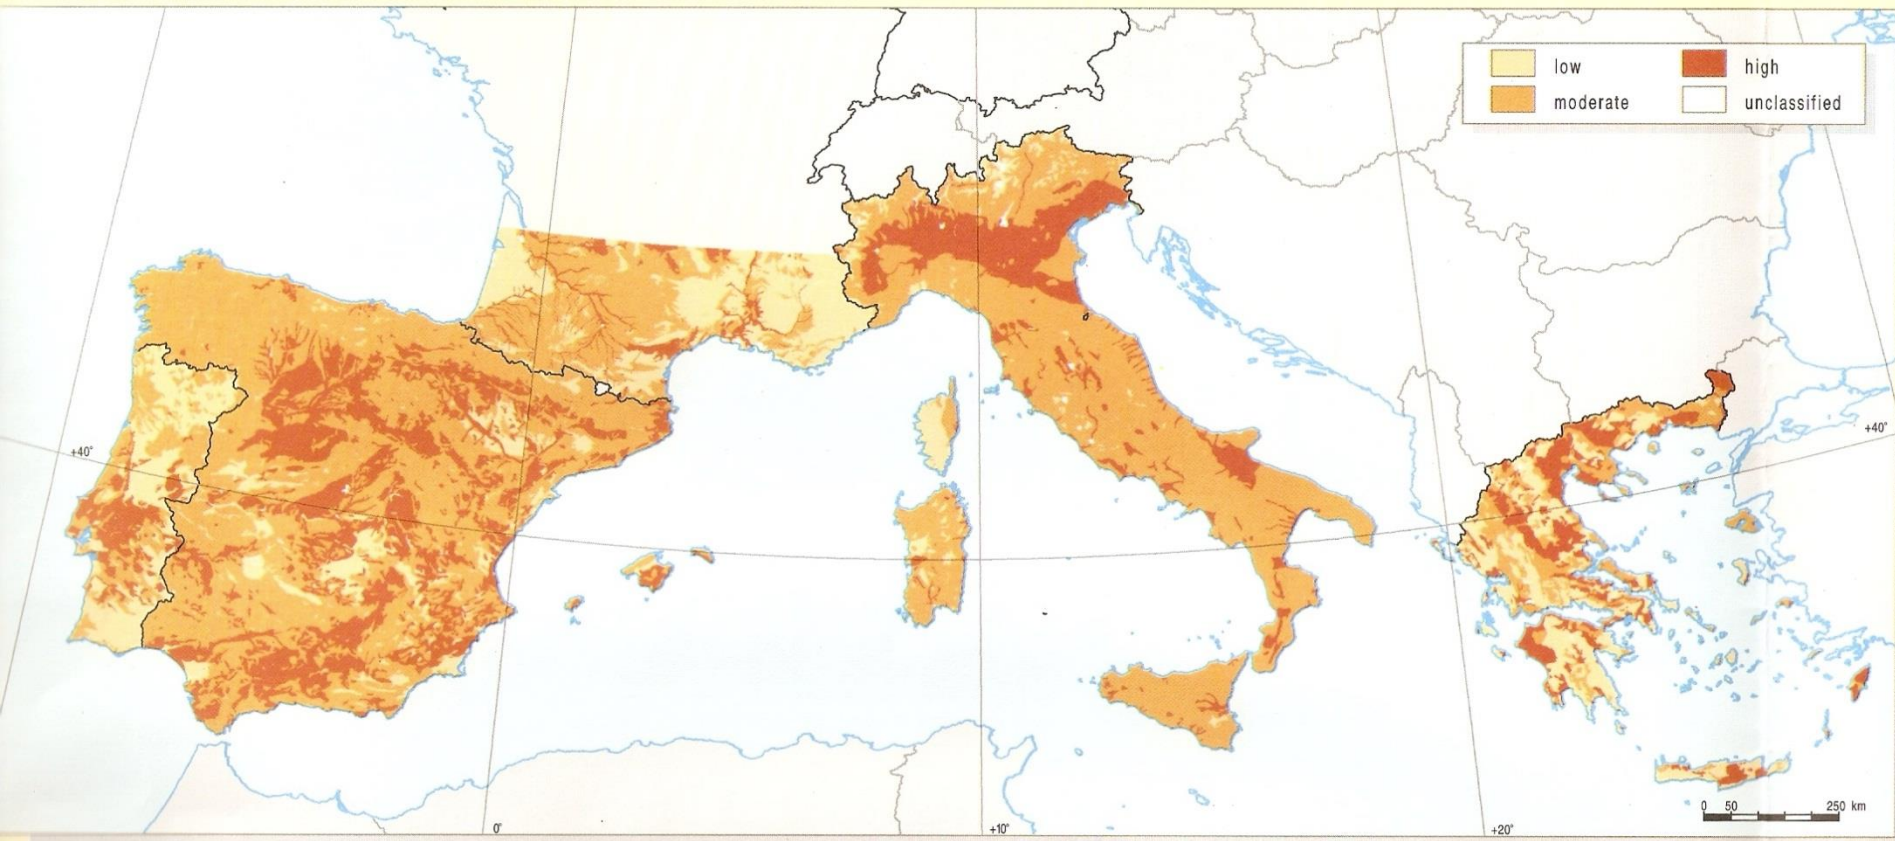 low
high
moderate
unclassified
+40°
+40°
0 50 250 km
0°
+10°
+20°